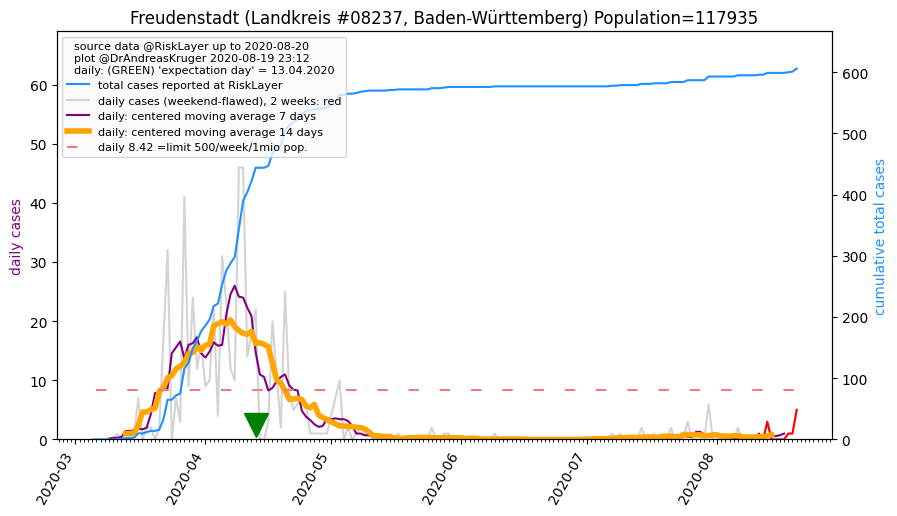 Freudenstadt (Landkreis #08237, Baden-Württemberg) Population=117935
source data @RiskLayer up to 2020-08-20
plot @DrAndreasKruger 2020-08-19 23:12
daily: (GREEN) 'expectation day' = 13.04.2020
total cases reported at RiskLayer
daily cases (weekend-flawed), 2 weeks: red
daily: centered moving average 7 days
daily: centered moving average 14 days
daily 8.42 =limit 500/week/1mio pop.
daily cases
60
50
40
30
20
10
0
600
500
400
300
200
100
0
cumulative total cases
2020-03
2020-04
2020-05
2020-06
2020-07
2020-08